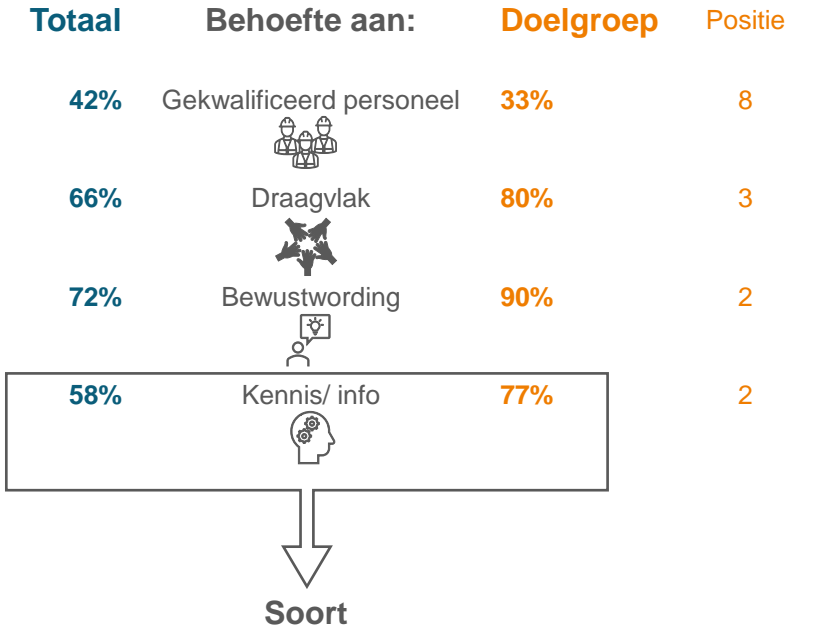 Totaal Behoefte aan: Doelgroep Positie
42% Gekwalificeerd personeel 33% 8
66% Draagvlak 80% 3
72% Bewustwording 90% 2
58% Kennis/ info 77% 2
Soort